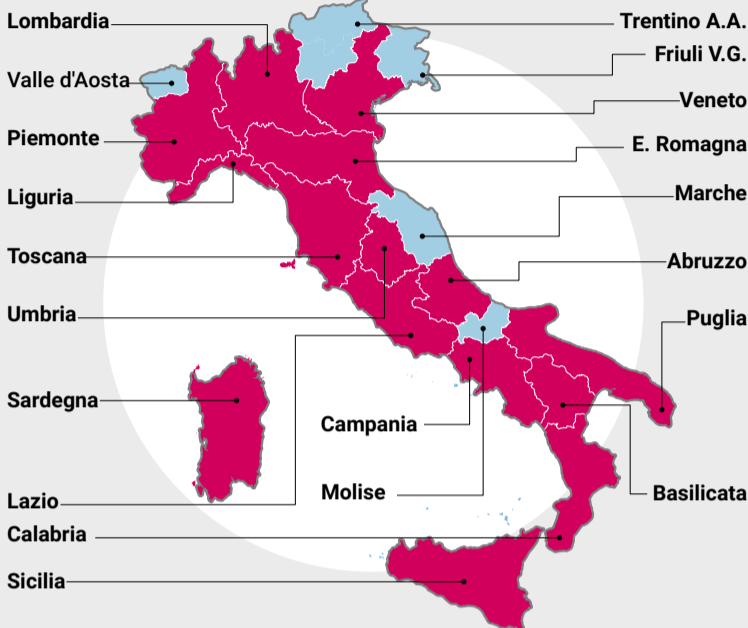 Lombardia
Trentino A.A.
Friuli V.G.
Valle d'Aosta
Veneto
Piemonte
E. Romagna
Liguria
Marche
Toscana
Abruzzo
Umbria
Puglia
Sardegna
Campania
Molise
Basilicata
Lazio
Calabria
Sicilia